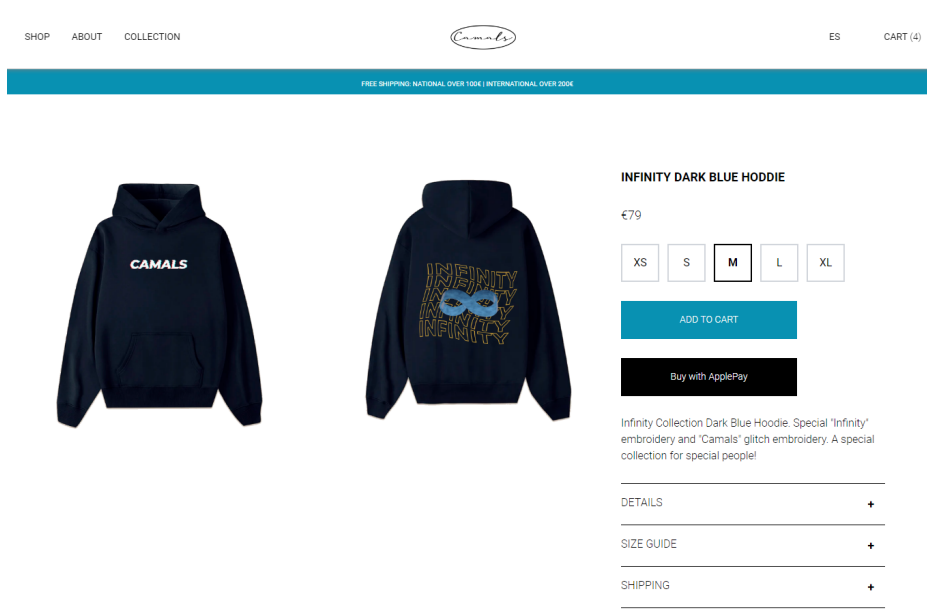 SHOP ABOUT COLLECTION
Camals
ES CART (4)
FREE SHIPPING: NATIONAL OVER 100€ | INTERNATIONAL OVER 200€
CAMALS
INFINITY
INFINITY
INFINITY
INFINITY
INFINITY
INFINITY DARK BLUE HODDIE
€79
XS S M L XL
ADD TO CART
Buy with ApplePay
Infinity Collection Dark Blue Hoodie. Special "Infinity"
embroidery and "Camals" glitch embroidery. A special
collection for special people!
DETAILS +
SIZE GUIDE +
SHIPPING +